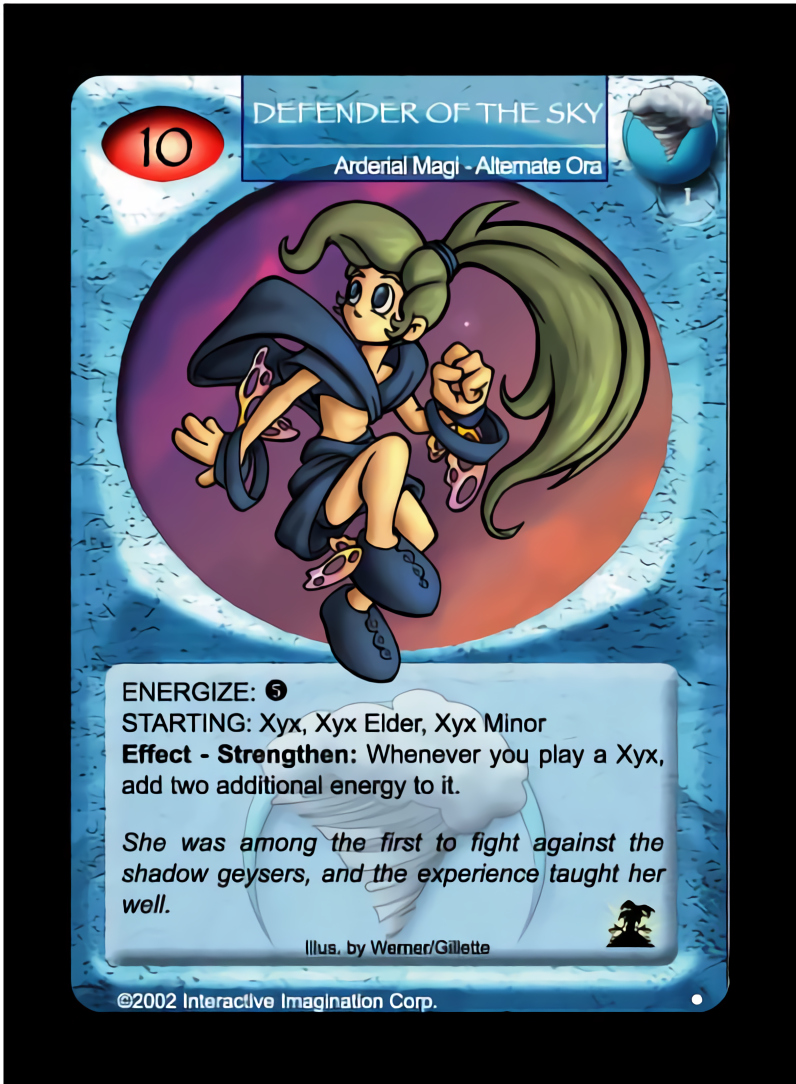 10
DEFENDER OF THE SKY
Arderial Magi - Alternate Ora
1
ENERGIZE: 5
STARTING: Xyx, Xyx Elder, Xyx Minor
Effect - Strengthen: Whenever you play a Xyx,
add two additional energy to it.
She was among the first to fight against the
shadow geysers, and the experience taught her
well.
Illus. by Werner/Gillette
©2002 Interactive Imagination Corp.